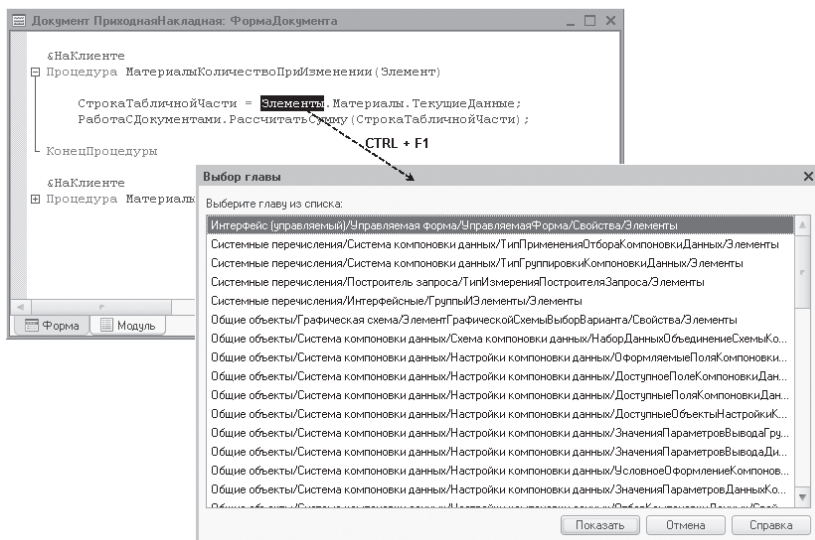 Документ ПриходнаяНакладная: ФормаДокумента
&НаКлиенте
Процедура МатериалыКоличествоПриИзменении(Элемент)
СтрокаТабличнойЧасти = Элементы.Материалы.ТекущиеДанные;
РаботаСДокументами.РассчитатьСумму(СтрокаТабличнойЧасти);
CTRL + F1
КонецПроцедуры
&НаКлиенте
Процедура Материалы
Форма
Модуль
Выбор главы
Выберите главу из списка:
Интерфейс (управляемый)/Управляемая форма/УправляемаяФорма/Свойства/Элементы
Системные перечисления/Система компоновки данных/ТипПримененияОтбораКомпоновкиДанных/Элементы
Системные перечисления/Система компоновки данных/ТипГруппировкиКомпоновкиДанных/Элементы
Системные перечисления/Построитель запроса/ТипИзмеренияПостроителяЗапроса/Элементы
Системные перечисления/Интерфейсные/ГруппыИЭлементы/Элементы
Общие объекты/Графическая схема/ЭлементГрафическойСхемыВыборВарианта/Свойства/Элементы
Общие объекты/Система компоновки данных/Схема компоновки данных/НаборДанныхОбъединениеСхемыКо...
Общие объекты/Система компоновки данных/Настройки компоновки данных/ОформляемыеПоляКомпоновки...
Общие объекты/Система компоновки данных/Настройки компоновки данных/ДоступноеПолеКомпоновкиДан...
Общие объекты/Система компоновки данных/Настройки компоновки данных/ДоступныеПоляКомпоновкиДан...
Общие объекты/Система компоновки данных/Настройки компоновки данных/ДоступныеОбъектыНастройкиК...
Общие объекты/Система компоновки данных/Настройки компоновки данных/ЗначенияПараметровВыводаГру...
Общие объекты/Система компоновки данных/Настройки компоновки данных/ЗначенияПараметровВыводаДи...
Общие объекты/Система компоновки данных/Настройки компоновки данных/УсловноеОформлениеКомпонов...
Общие объекты/Система компоновки данных/Настройки компоновки данных/ЗначенияПараметровДанныхКо...
Показать
Отмена
Справка